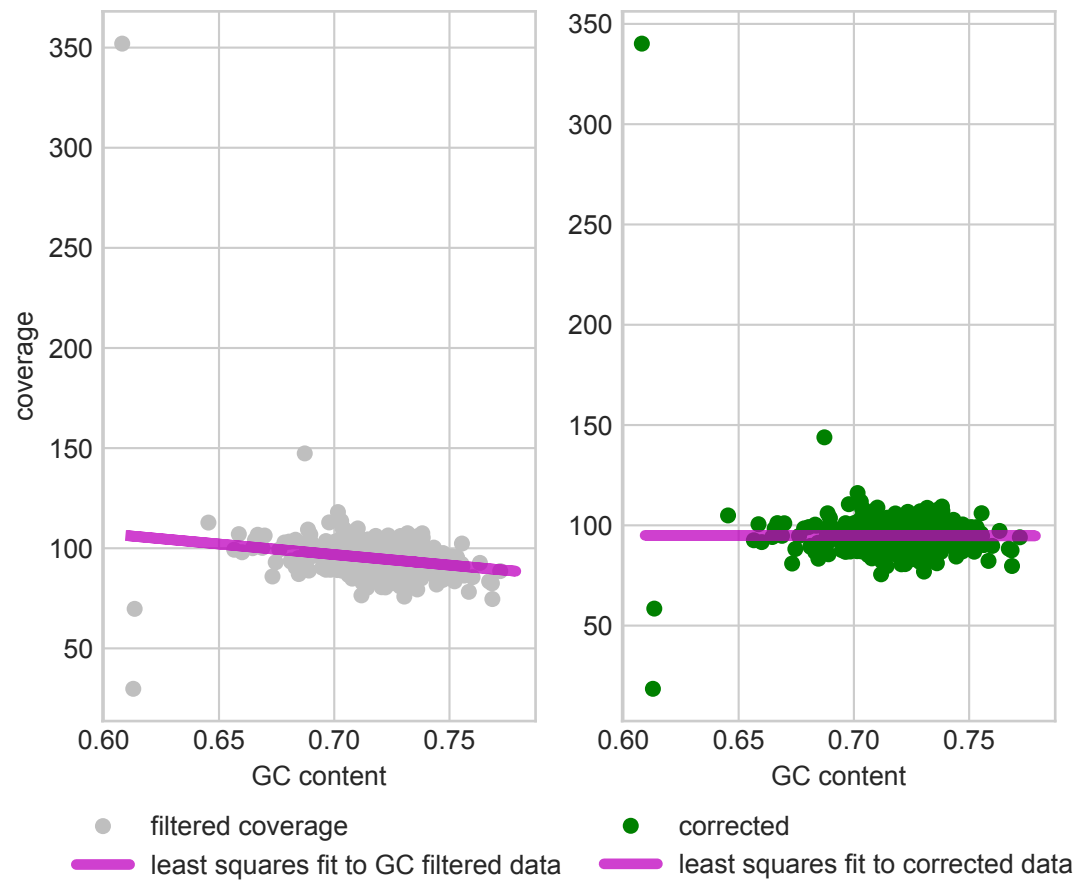 350
300
250
200
150
100
50
coverage
0.60 0.65 0.70 0.75
GC content
350
300
250
200
150
100
50
0.60 0.65 0.70 0.75
GC content
filtered coverage
least squares fit to GC filtered data
corrected
least squares fit to corrected data